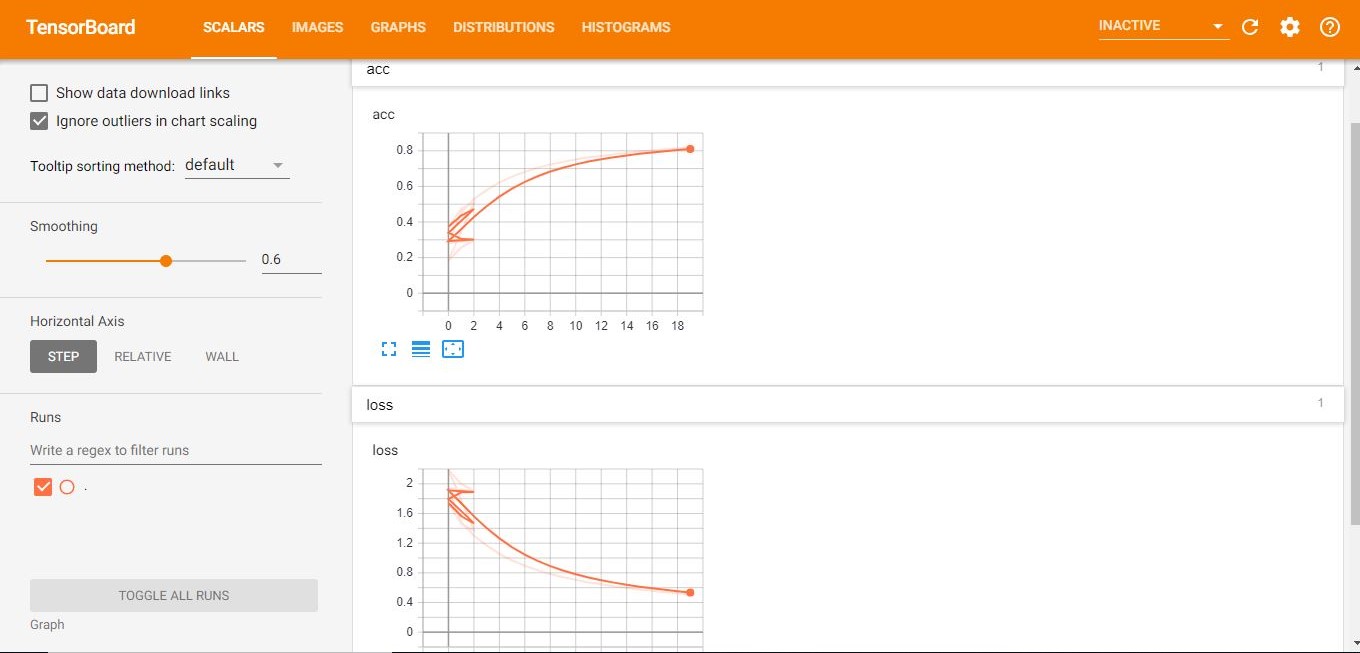 TensorBoard SCALARS IMAGES GRAPHS DISTRIBUTIONS HISTOGRAMS INACTIVE
Show data download links
Ignore outliers in chart scaling
Tooltip sorting method: default
Smoothing
0.6
Horizontal Axis
STEP RELATIVE WALL
Runs
Write a regex to filter runs
.
TOGGLE ALL RUNS
Graph
acc 1
acc
0.8
0.6
0.4
0.2
0
0 2 4 6 8 10 12 14 16 18
loss 1
loss
2
1.6
1.2
0.8
0.4
0